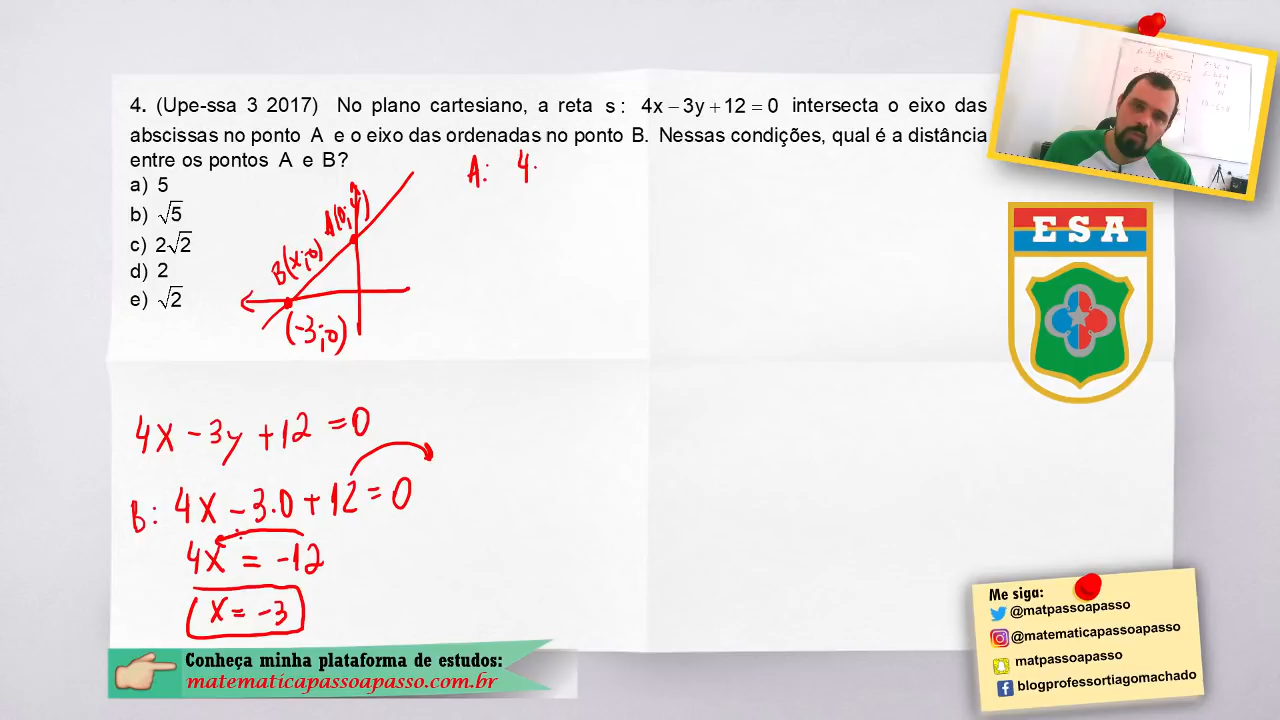 4. (Upe-ssa 3 2017) No plano cartesiano, a reta s: 4x − 3y + 12 = 0 intersecta o eixo das
abscissas no ponto A e o eixo das ordenadas no ponto B. Nessas condições, qual é a distância
entre os pontos A e B?
a) 5
b) √5
c) 2√2
d) 2
e) √2
A: 4.
A(0;y)
B(x;0)
(-3;0)
4x - 3y + 12 = 0
B: 4x - 3.0 + 12 = 0
4x = -12
x = -3
ESA
Me siga:
@matpassoapasso
@matematicapassoapasso
matpassoapasso
blogprofessortiagomachado
Conheça minha plataforma de estudos:
matematicapassoapasso.com.br